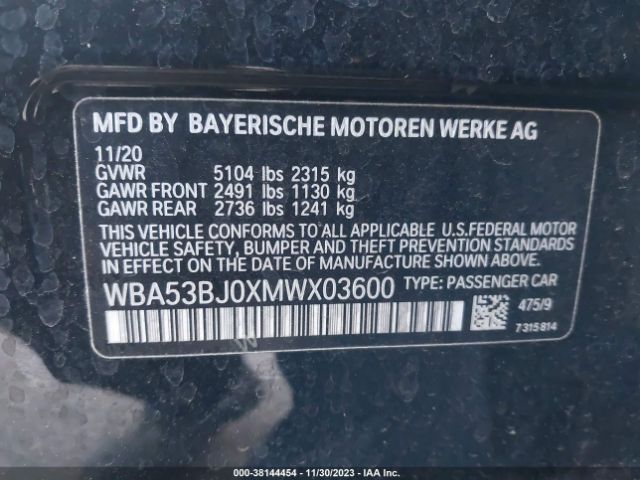 MFD BY BAYERISCHE MOTOREN WERKE AG
11/20
GVWR 5104 lbs 2315 kg
GAWR FRONT 2491 lbs 1130 kg
GAWR REAR 2736 lbs 1241 kg
THIS VEHICLE CONFORMS TO ALL APPLICABLE U.S.FEDERAL MOTOR
VEHICLE SAFETY, BUMPER AND THEFT PREVENTION STANDARDS
IN EFFECT ON THE DATE OF MANUFACTURE SHOWN ABOVE.
WBA53BJ0XMWX03600 TYPE: PASSENGER CAR
475/9
7315814
000-38144454 - 11/30/2023 - IAA Inc.